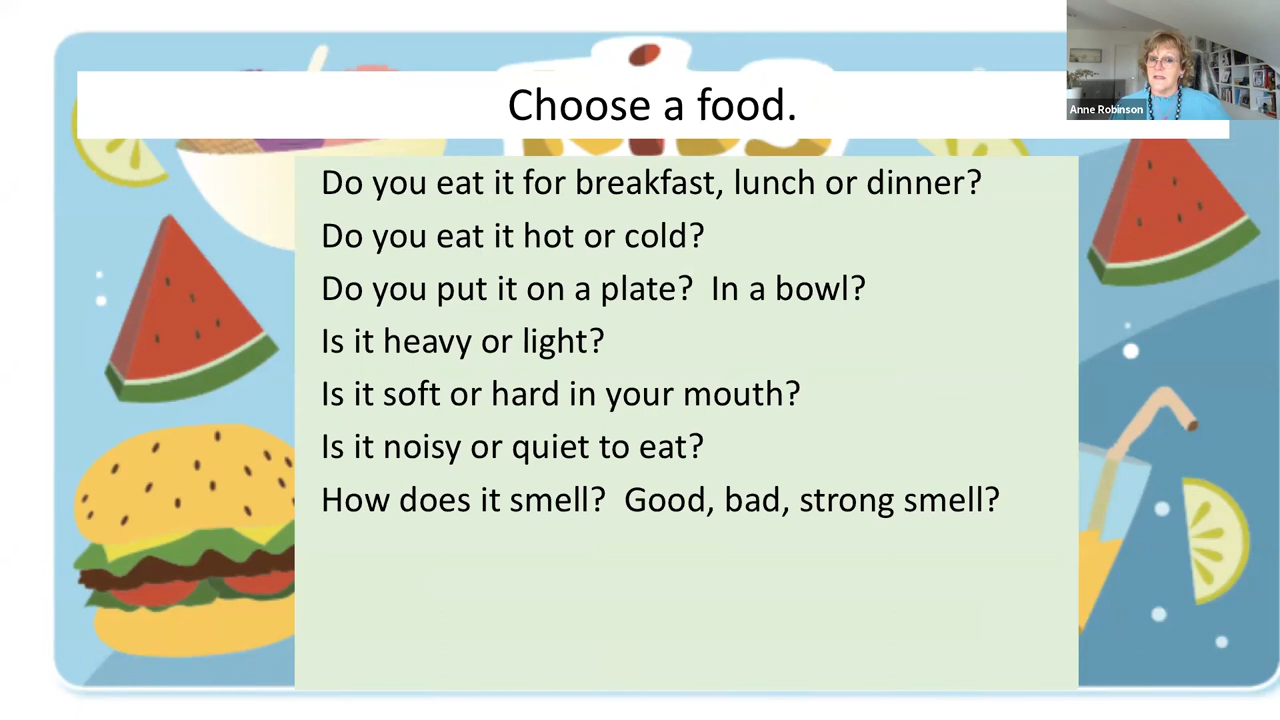 Choose a food.
Anne Robinson
Do you eat it for breakfast, lunch or dinner?
Do you eat it hot or cold?
Do you put it on a plate?  In a bowl?
Is it heavy or light?
Is it soft or hard in your mouth?
Is it noisy or quiet to eat?
How does it smell?  Good, bad, strong smell?